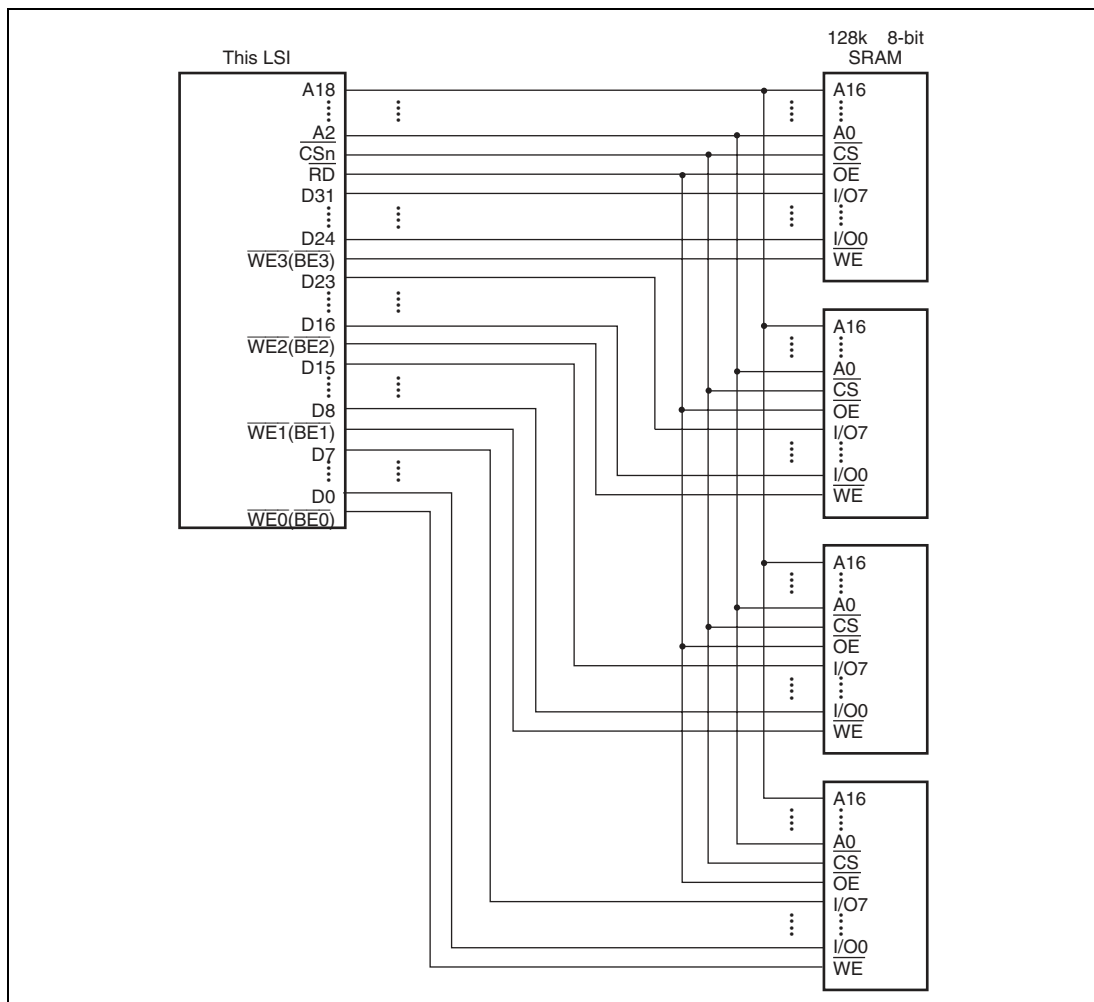 This LSI
A18
A2
CSn
RD
D31
D24
WE3(BE3)
D23
D16
WE2(BE2)
D15
D8
WE1(BE1)
D7
D0
WE0(BE0)
128k 8-bit
SRAM
A16
A0
CS
OE
I/O7
I/O0
WE
A16
A0
CS
OE
I/O7
I/O0
WE
A16
A0
CS
OE
I/O7
I/O0
WE
A16
A0
CS
OE
I/O7
I/O0
WE